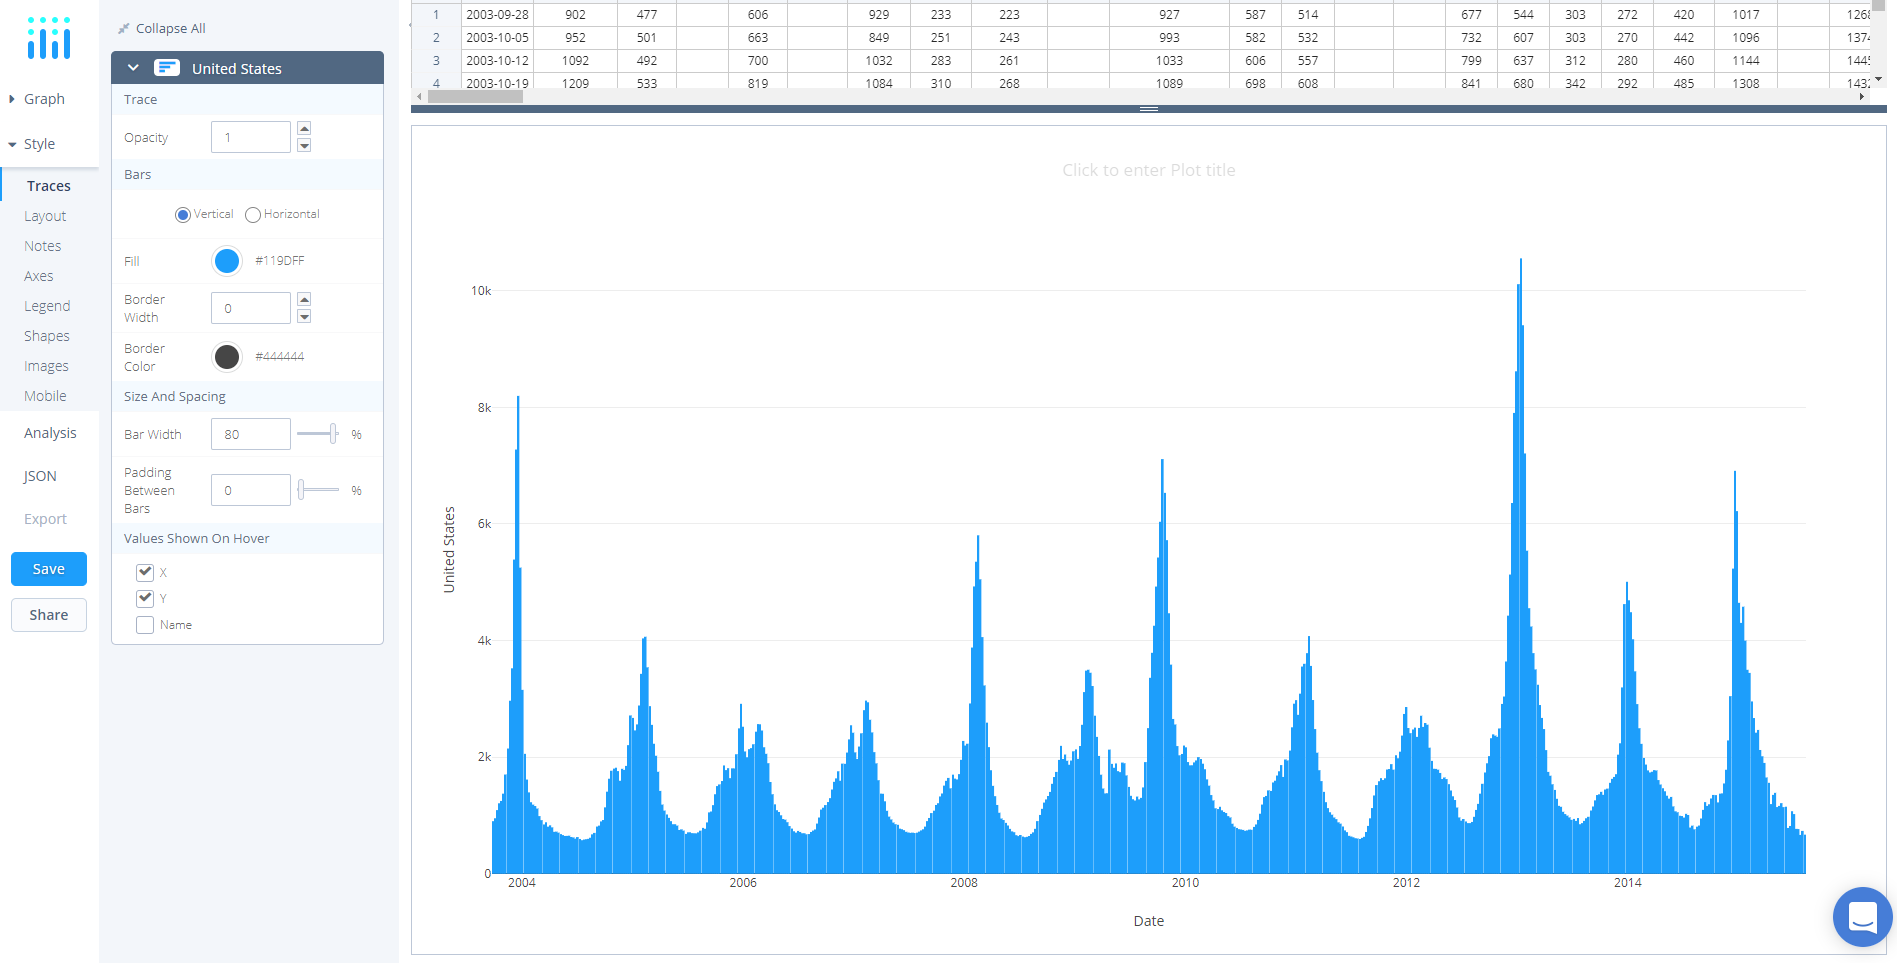 Graph
Style
Traces
Layout
Notes
Axes
Legend
Shapes
Images
Mobile
Analysis
JSON
Export
Save
Share
Collapse All
United States
Trace
Opacity 1
Bars
Vertical Horizontal
Fill #119DFF
Border Width 0
Border Color #444444
Size And Spacing
Bar Width 80 %
Padding Between Bars 0 %
Values Shown On Hover
X
Y
Name
1 2003-09-28 902 477 606 929 233 223 927 587 514 677 544 303 272 420 1017 1268
2 2003-10-05 952 501 663 849 251 243 993 582 532 732 607 303 270 442 1096 1374
3 2003-10-12 1092 492 700 1032 283 261 1033 606 557 799 637 312 280 460 1144 1445
4 2003-10-19 1209 533 819 1084 310 268 1089 698 608 841 680 342 292 485 1308 1432
Click to enter Plot title
10k
8k
6k
4k
2k
0
United States
2004 2006 2008 2010 2012 2014
Date